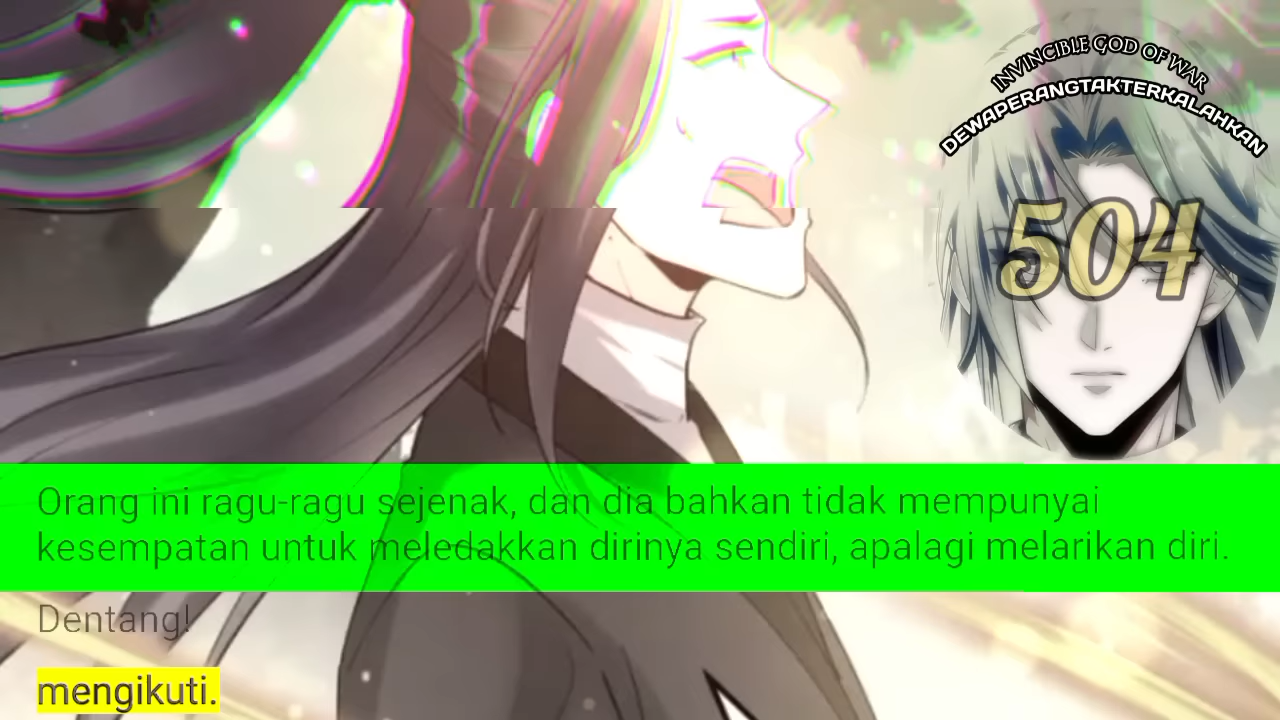 INVINCIBLE GOD OF WAR
DEWAPERANGTAKTERKALAHKAN
504
Orang ini ragu-ragu sejenak, dan dia bahkan tidak mempunyai
kesempatan untuk meledakkan dirinya sendiri, apalagi melarikan diri.
Dentang!
mengikuti.